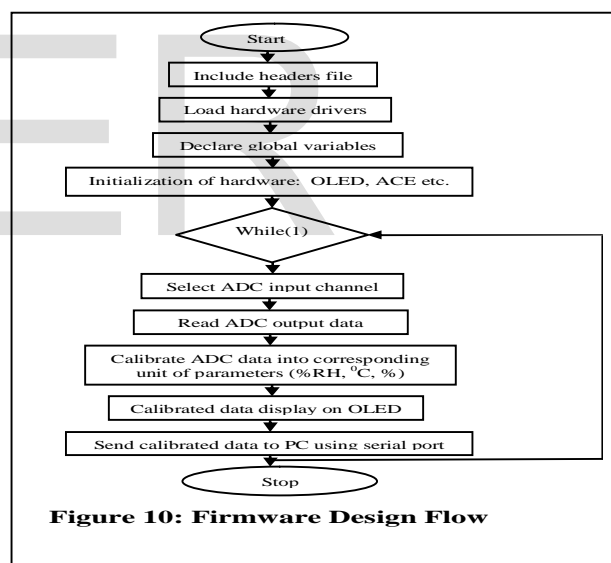 Start
Include headers file
Load hardware drivers
Declare global variables
Initialization of hardware: OLED, ACE etc.
While(1)
Select ADC input channel
Read ADC output data
Calibrate ADC data into corresponding
unit of parameters (%RH, ⁰C, %)
Calibrated data display on OLED
Send calibrated data to PC using serial port
Stop
Figure 10: Firmware Design Flow